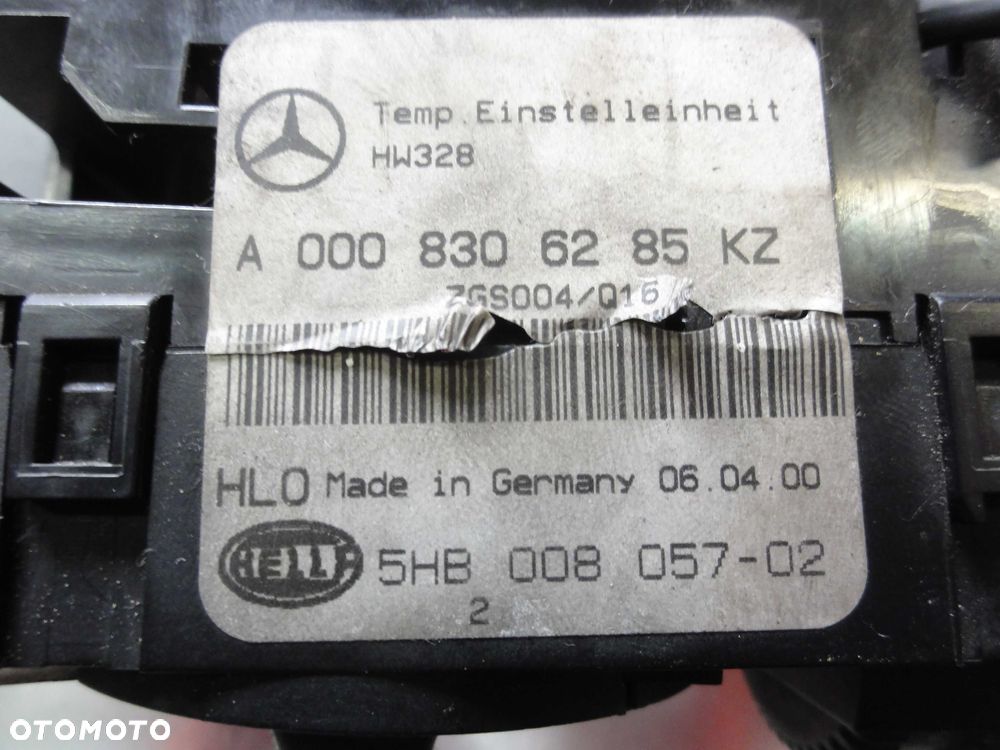 Temp.Einstelleinheit
HW328
A 000 830 62 85 KZ
ZGS004/Q16
HLO Made in Germany 06.04.00
HELLA 5HB 008 057-02
2
OTOMOTO